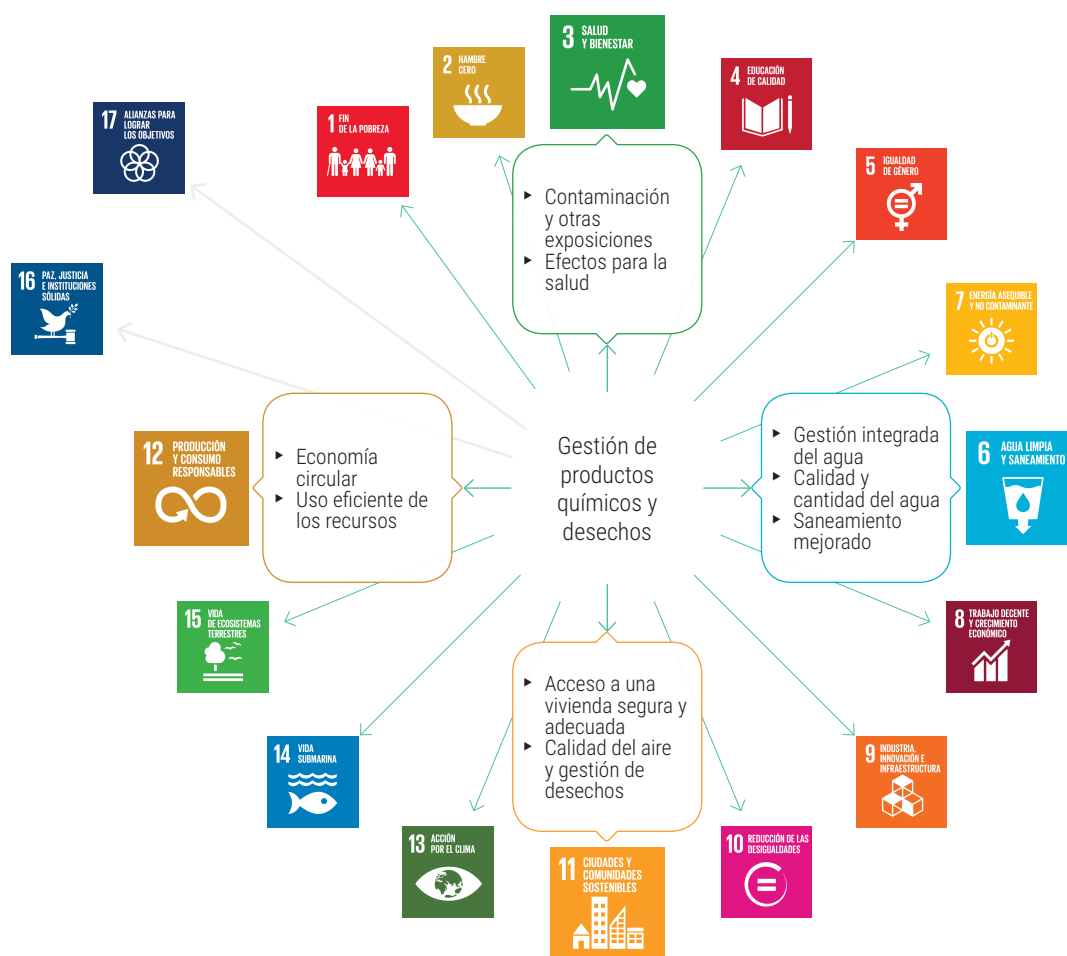 3 SALUD
Y BIENESTAR
2 HAMBRE
CERO
4 EDUCACIÓN
DE CALIDAD
17 ALIANZAS PARA
LOGRAR
LOS OBJETIVOS
1 FIN
DE LA POBREZA
5 IGUALDAD
DE GÉNERO
▸ Contaminación
y otras
exposiciones
▸ Efectos para la
salud
16 PAZ, JUSTICIA
E INSTITUCIONES
SÓLIDAS
7 ENERGÍA ASEQUIBLE
Y NO CONTAMINANTE
12 PRODUCCIÓN
Y CONSUMO
RESPONSABLES
▸ Economía
circular
▸ Uso eficiente de
los recursos
Gestión de
productos
químicos y
desechos
▸ Gestión integrada
del agua
▸ Calidad y
cantidad del agua
▸ Saneamiento
mejorado
6 AGUA LIMPIA
Y SANEAMIENTO
15 VIDA
DE ECOSISTEMAS
TERRESTRES
8 TRABAJO DECENTE
Y CRECIMIENTO
ECONÓMICO
▸ Acceso a una
vivienda segura y
adecuada
▸ Calidad del aire
y gestión de
desechos
14 VIDA
SUBMARINA
9 INDUSTRIA,
INNOVACIÓN E
INFRAESTRUCTURA
13 ACCIÓN
POR EL CLIMA
11 CIUDADES Y
COMUNIDADES
SOSTENIBLES
10 REDUCCIÓN DE LAS
DESIGUALDADES